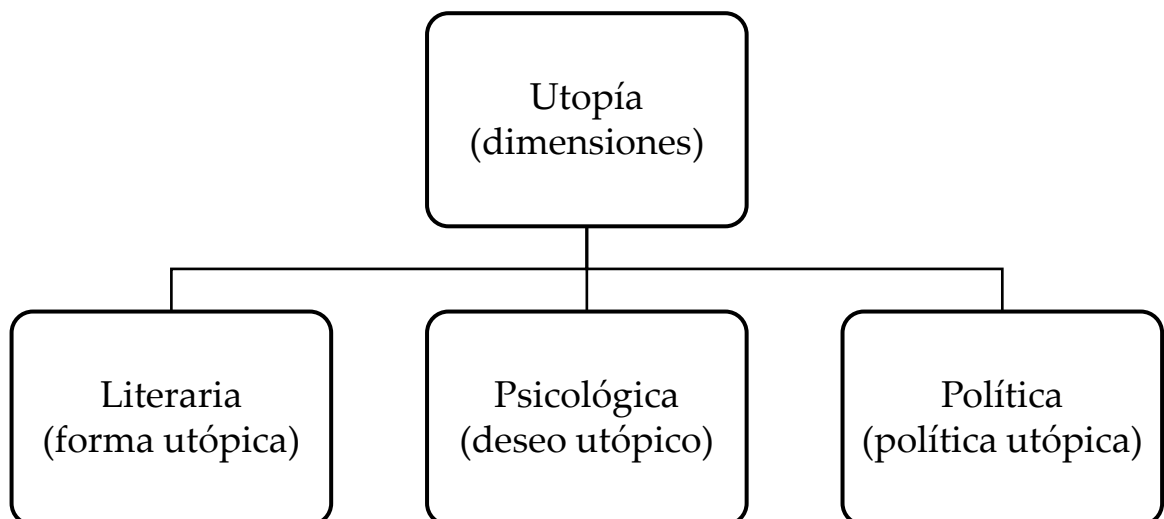 Utopía
(dimensiones)
Literaria
(forma utópica)
Psicológica
(deseo utópico)
Política
(política utópica)